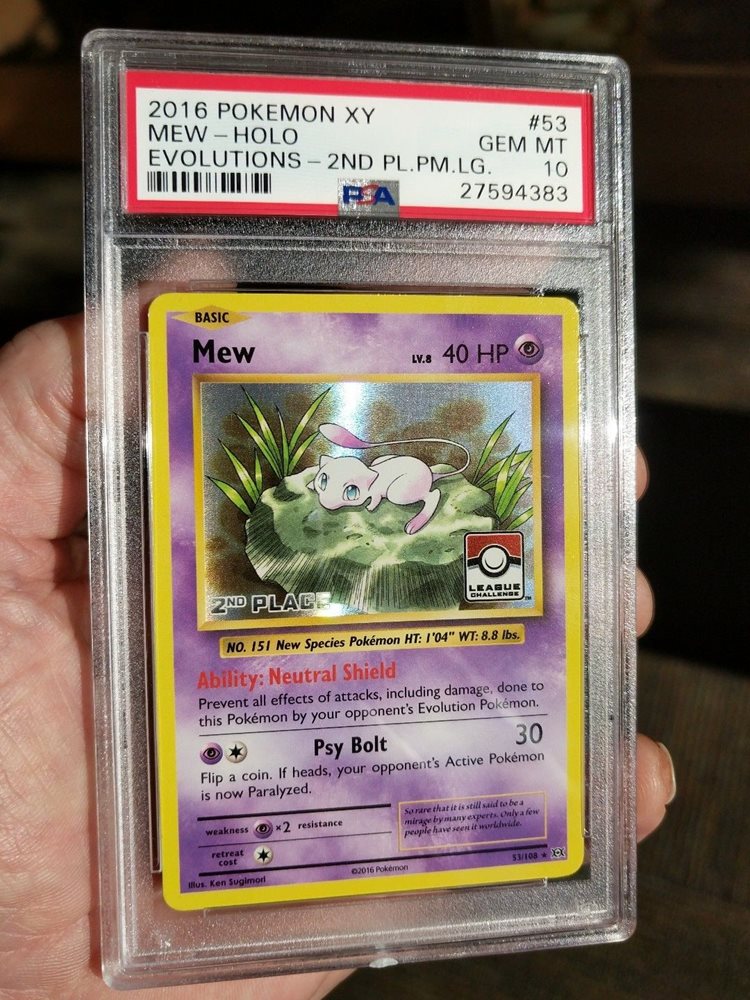 2016 POKEMON XY #53
MEW - HOLO GEM MT
EVOLUTIONS - 2ND PL.PM.LG. 10
PSA 27594383
BASIC
Mew LV.8 40 HP
LEAGUE
CHALLENGE
TM
2ND PLACE
NO. 151 New Species Pokémon HT: 1'04" WT: 8.8 lbs.
Ability: Neutral Shield
Prevent all effects of attacks, including damage, done to
this Pokémon by your opponent's Evolution Pokémon.
Psy Bolt 30
Flip a coin. If heads, your opponent's Active Pokémon
is now Paralyzed.
weakness ×2 resistance
retreat
cost
So rare that it is still said to be a
mirage by many experts. Only a few
people have seen it worldwide.
53/108 ★
Illus. Ken Sugimori ©2016 Pokémon